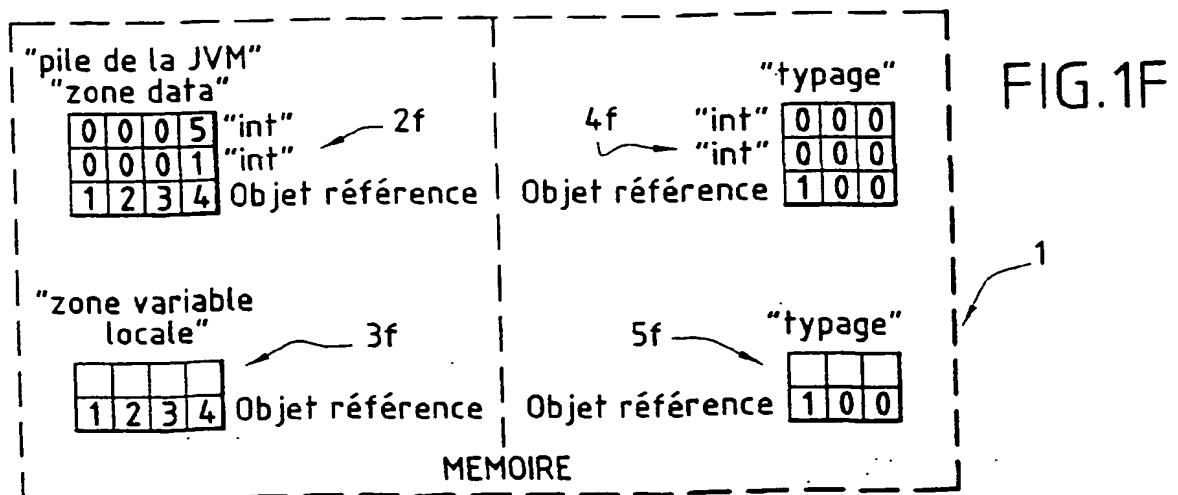 "pile de la JVM"
"zone data"
0 0 0 5 "int"
0 0 0 1 "int"
1 2 3 4 Objet référence
2f
"typage"
4f
"int" 0 0 0
"int" 0 0 0
Objet référence 1 0 0
FIG.1F
1
"zone variable
locale"
3f
1 2 3 4 Objet référence
"typage"
5f
Objet référence 1 0 0
MEMOIRE